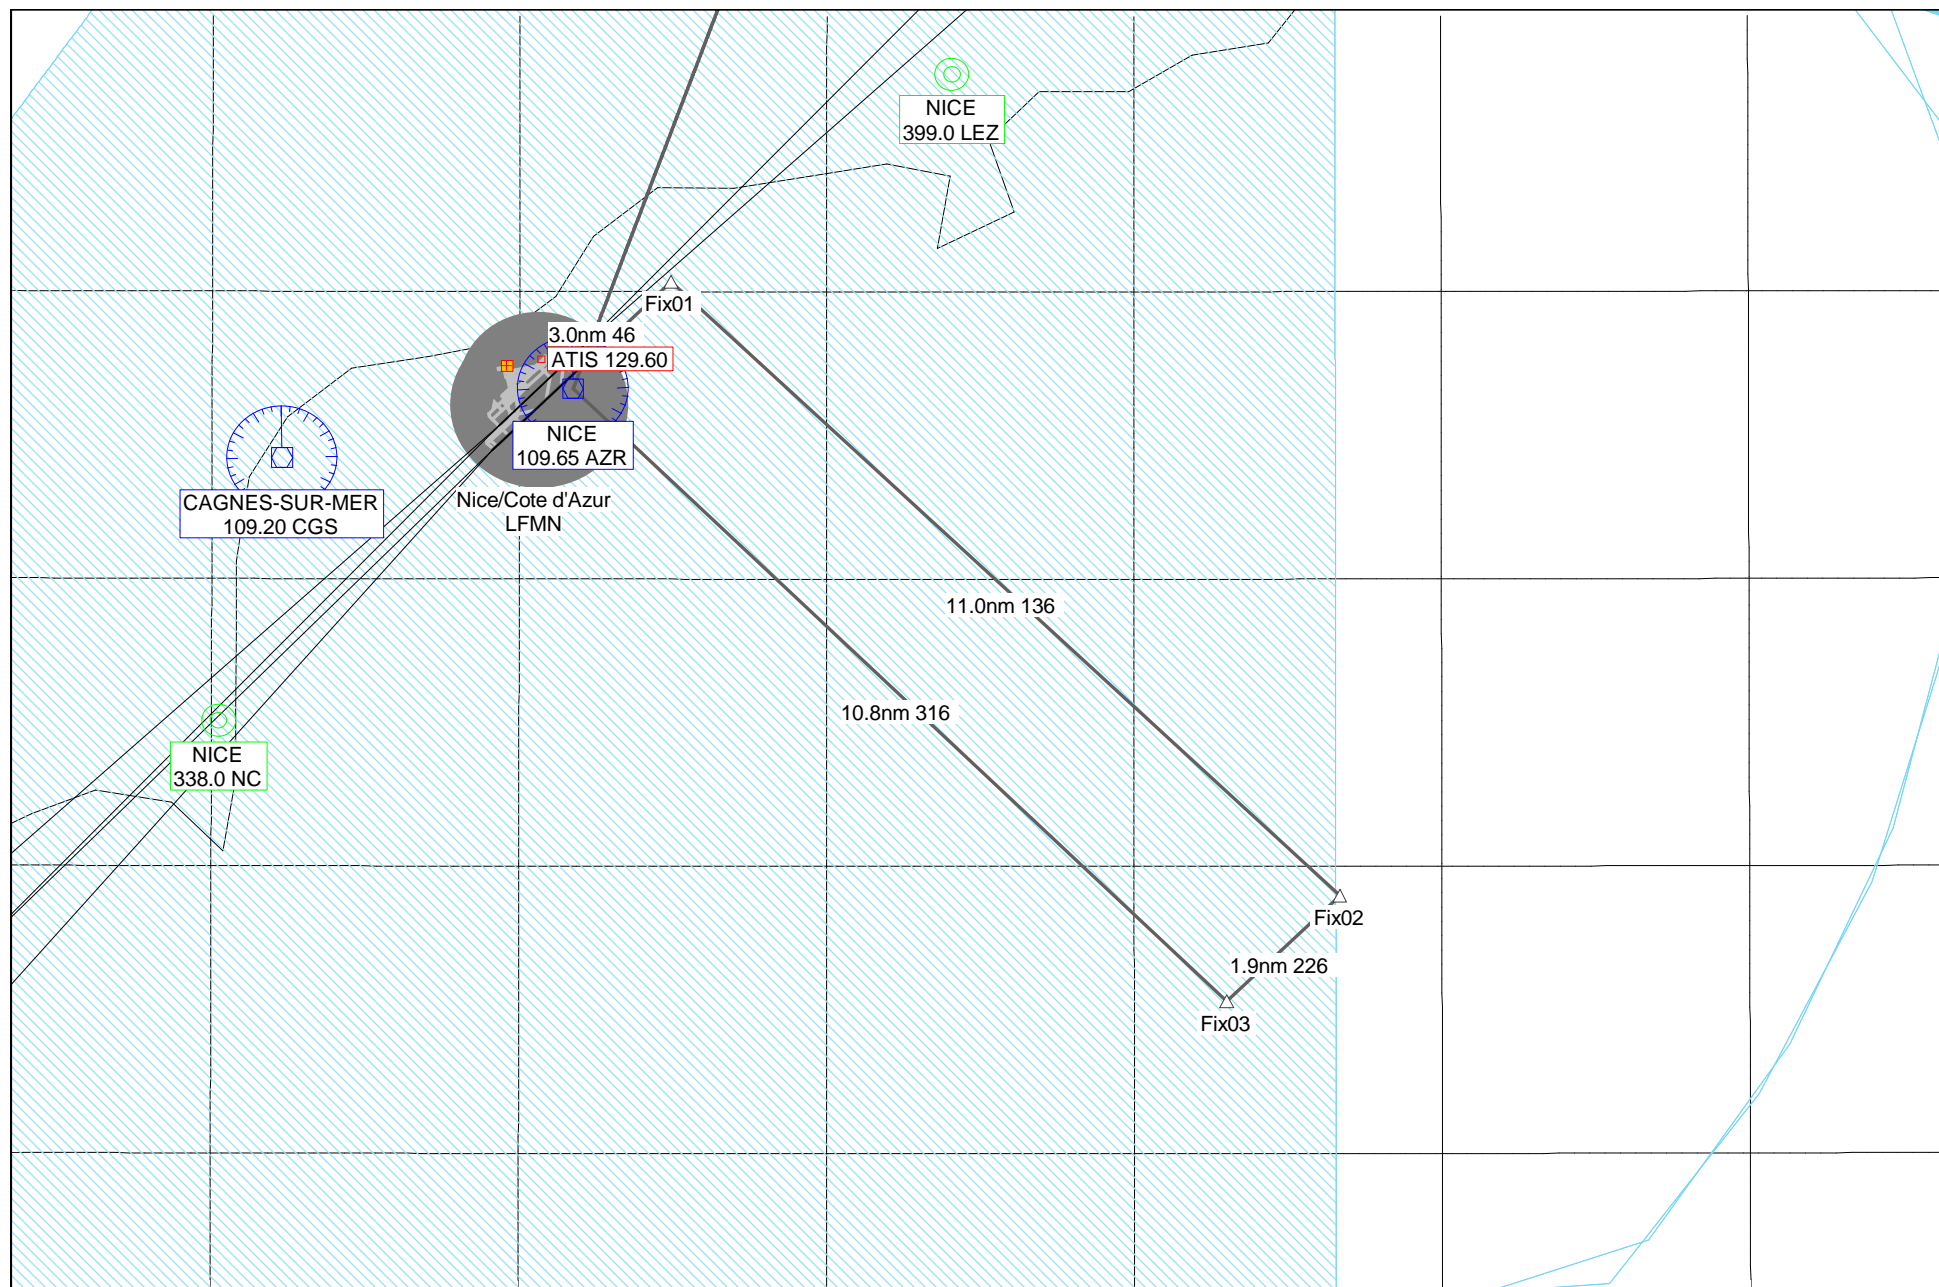 NICE
399.0 LEZ
Fix01
3.0nm 46
ATIS 129.60
NICE
109.65 AZR
CAGNES-SUR-MER
109.20 CGS
Nice/Cote d'Azur
LFMN
11.0nm 136
10.8nm 316
NICE
338.0 NC
Fix02
1.9nm 226
Fix03